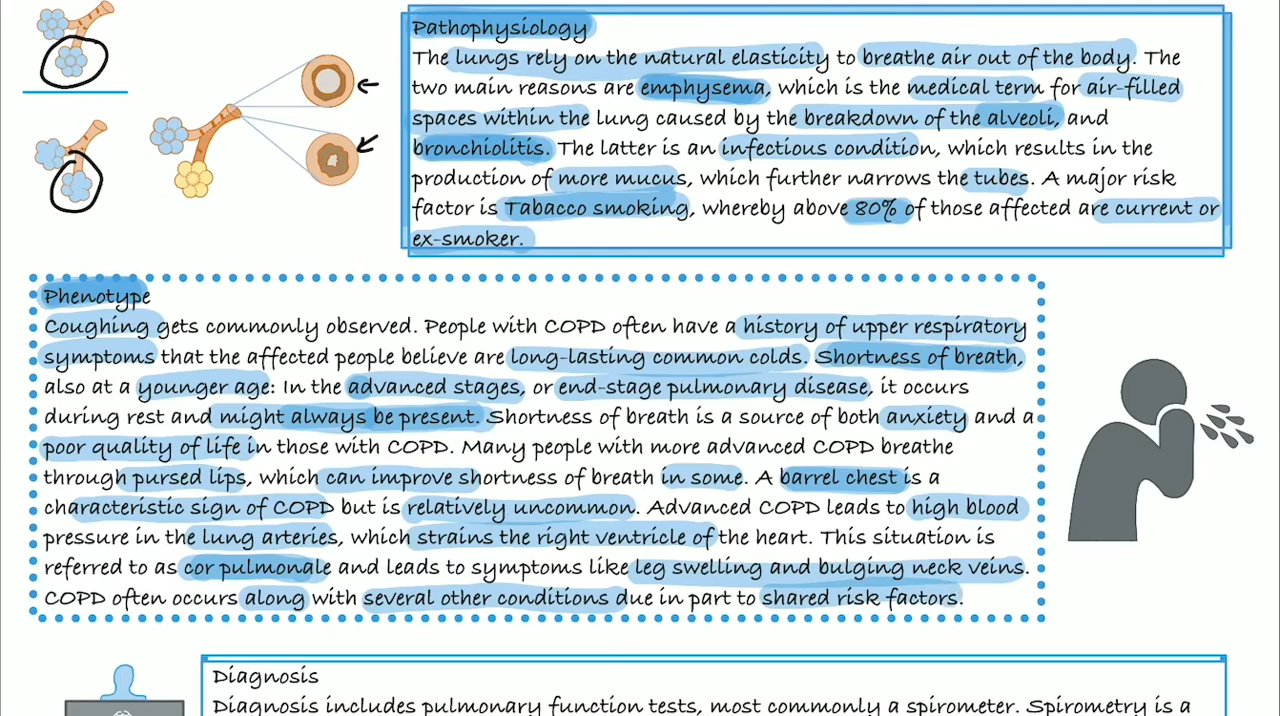 Pathophysiology
The lungs rely on the natural elasticity to breathe air out of the body. The
two main reasons are emphysema, which is the medical term for air-filled
spaces within the lung caused by the breakdown of the alveoli, and
bronchiolitis. The latter is an infectious condition, which results in the
production of more mucus, which further narrows the tubes. A major risk
factor is Tabacco smoking, whereby above 80% of those affected are current or
ex-smoker.
Phenotype
Coughing gets commonly observed. People with COPD often have a history of upper respiratory
symptoms that the affected people believe are long-lasting common colds. Shortness of breath,
also at a younger age: In the advanced stages, or end-stage pulmonary disease, it occurs
during rest and might always be present. Shortness of breath is a source of both anxiety and a
poor quality of life in those with COPD. Many people with more advanced COPD breathe
through pursed lips, which can improve shortness of breath in some. A barrel chest is a
characteristic sign of COPD but is relatively uncommon. Advanced COPD leads to high blood
pressure in the lung arteries, which strains the right ventricle of the heart. This situation is
referred to as cor pulmonale and leads to symptoms like leg swelling and bulging neck veins.
COPD often occurs along with several other conditions due in part to shared risk factors.
Diagnosis
Diagnosis includes pulmonary function tests, most commonly a spirometer. Spirometry is a